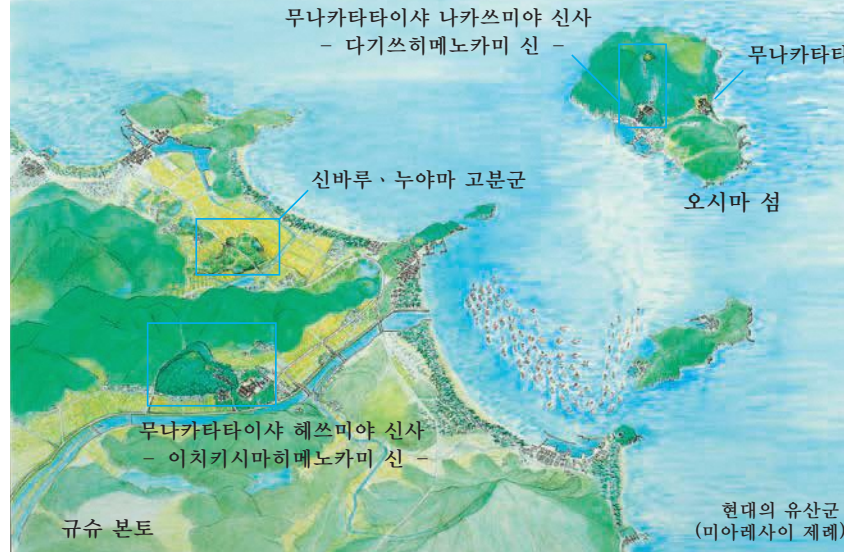 무나카타타이샤 나카쓰미야 신사
- 다기쓰히메노카미 신 -
무나카타타
신바루、누야마 고분군
오시마 섬
무나카타타이샤 헤쓰미야 신사
- 이치키시마히메노카미 신 -
규슈 본토
현대의 유산군
(미아레사이 제례)